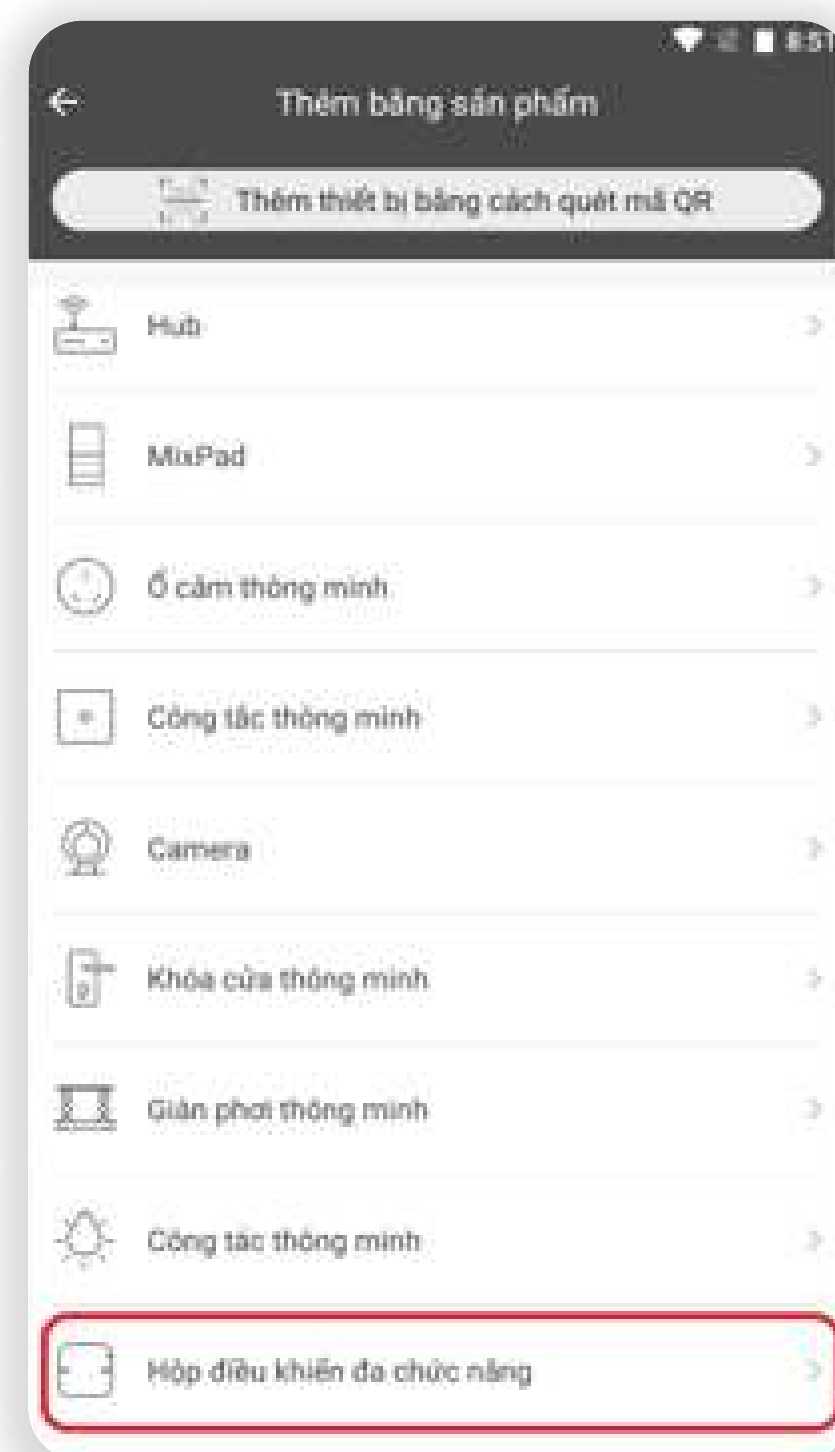 8:51
Thêm bằng sản phẩm
Thêm thiết bị bằng cách quét mã QR
Hub
MixPad
Ổ cắm thông minh
Công tắc thông minh
Camera
Khóa cửa thông minh
Giàn phơi thông minh
Công tắc thông minh
Hộp điều khiển đa chức năng